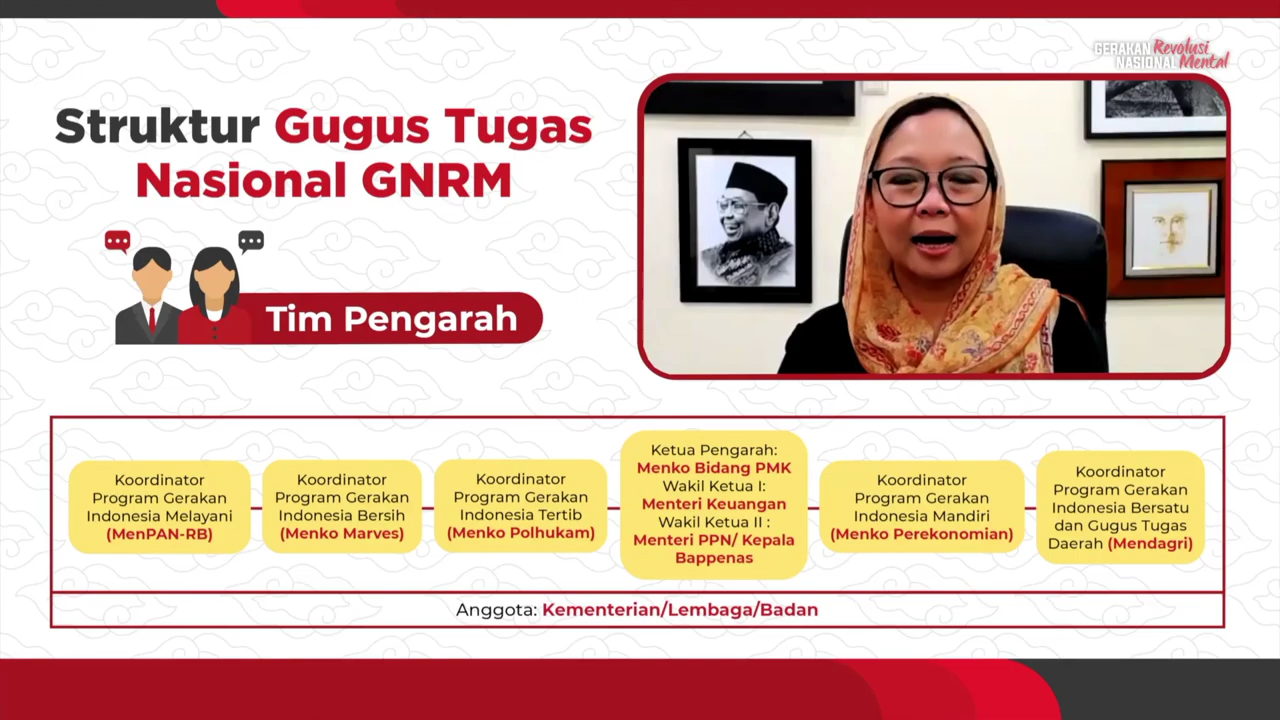 GERAKAN Revolusi
NASIONAL Mental
Struktur Gugus Tugas
Nasional GNRM
Tim Pengarah
Koordinator
Program Gerakan
Indonesia Melayani
(MenPAN-RB)
Koordinator
Program Gerakan
Indonesia Bersih
(Menko Marves)
Koordinator
Program Gerakan
Indonesia Tertib
(Menko Polhukam)
Ketua Pengarah:
Menko Bidang PMK
Wakil Ketua I:
Menteri Keuangan
Wakil Ketua II :
Menteri PPN/ Kepala
Bappenas
Koordinator
Program Gerakan
Indonesia Mandiri
(Menko Perekonomian)
Koordinator
Program Gerakan
Indonesia Bersatu
dan Gugus Tugas
Daerah (Mendagri)
Anggota: Kementerian/Lembaga/Badan